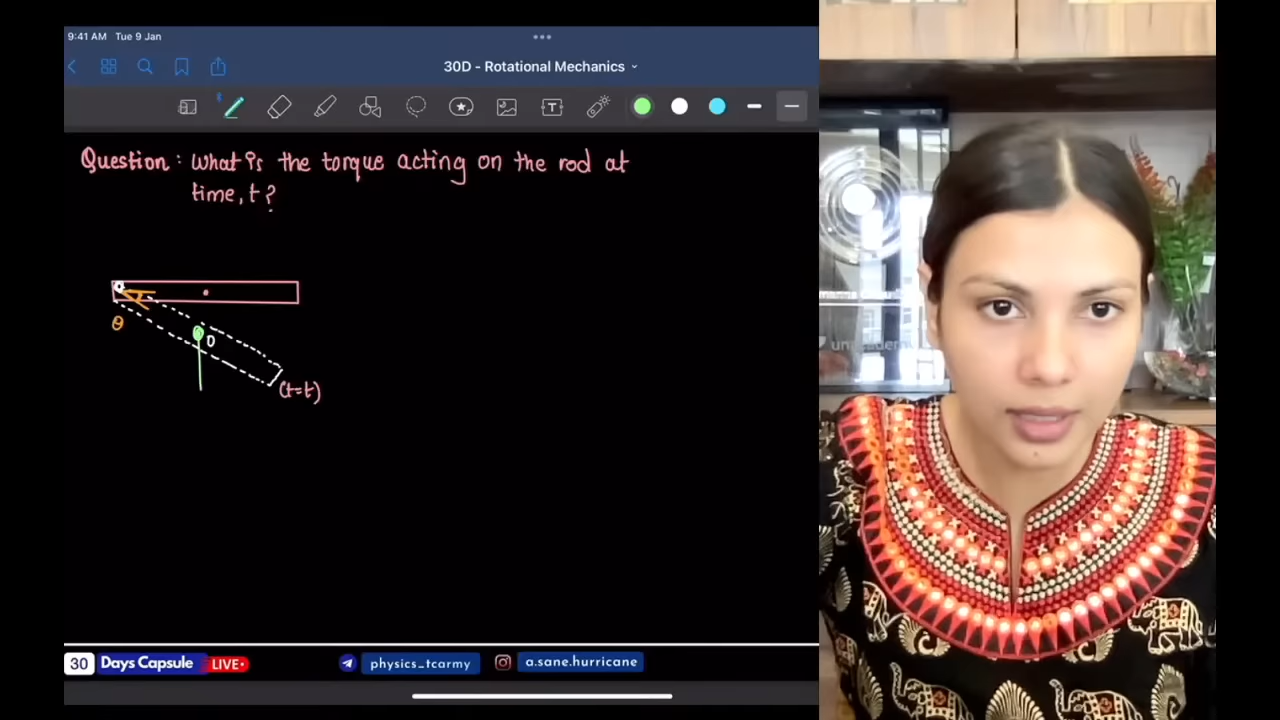 9:41 AM Tue 9 Jan
30D - Rotational Mechanics
T
Question: What is the torque acting on the rod at
time, t?
θ
(t=t)
30 Days Capsule LIVE
physics_tcarmy
a.sane.hurricane